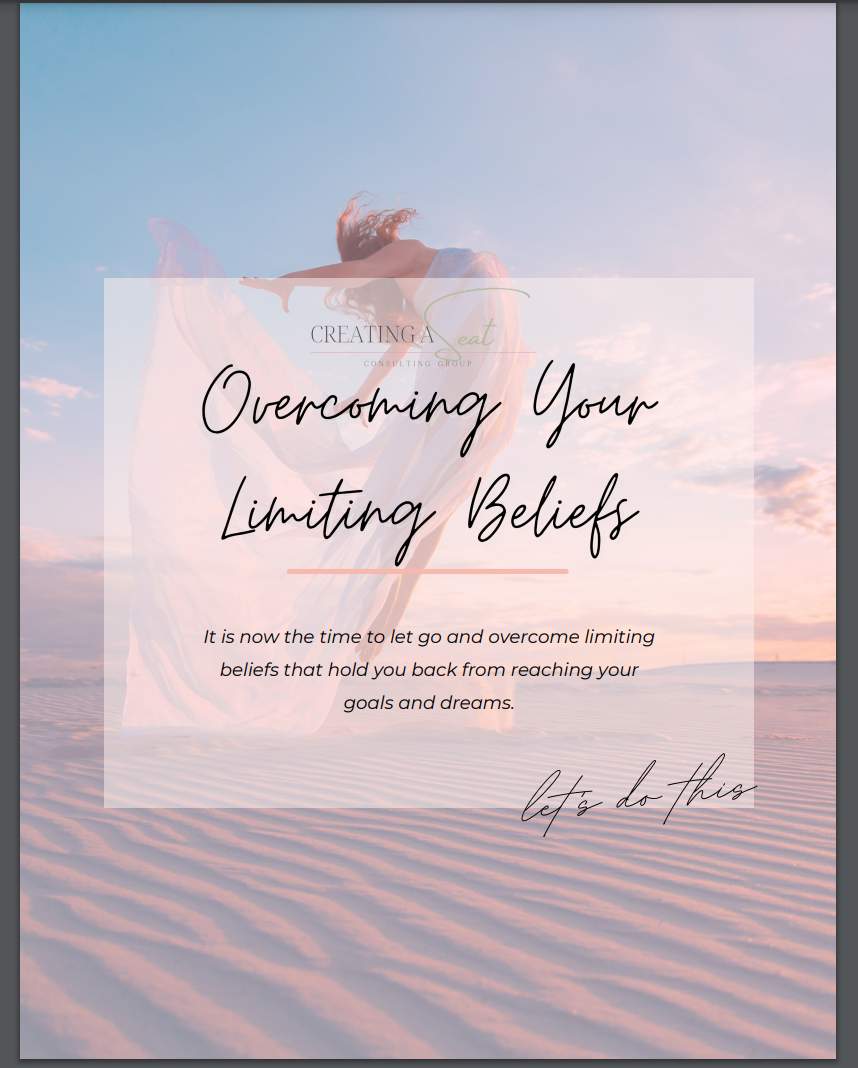 CREATING A Seat
CONSULTING GROUP
Overcoming Your
Limiting Beliefs
It is now the time to let go and overcome limiting
beliefs that hold you back from reaching your
goals and dreams.
let's do this